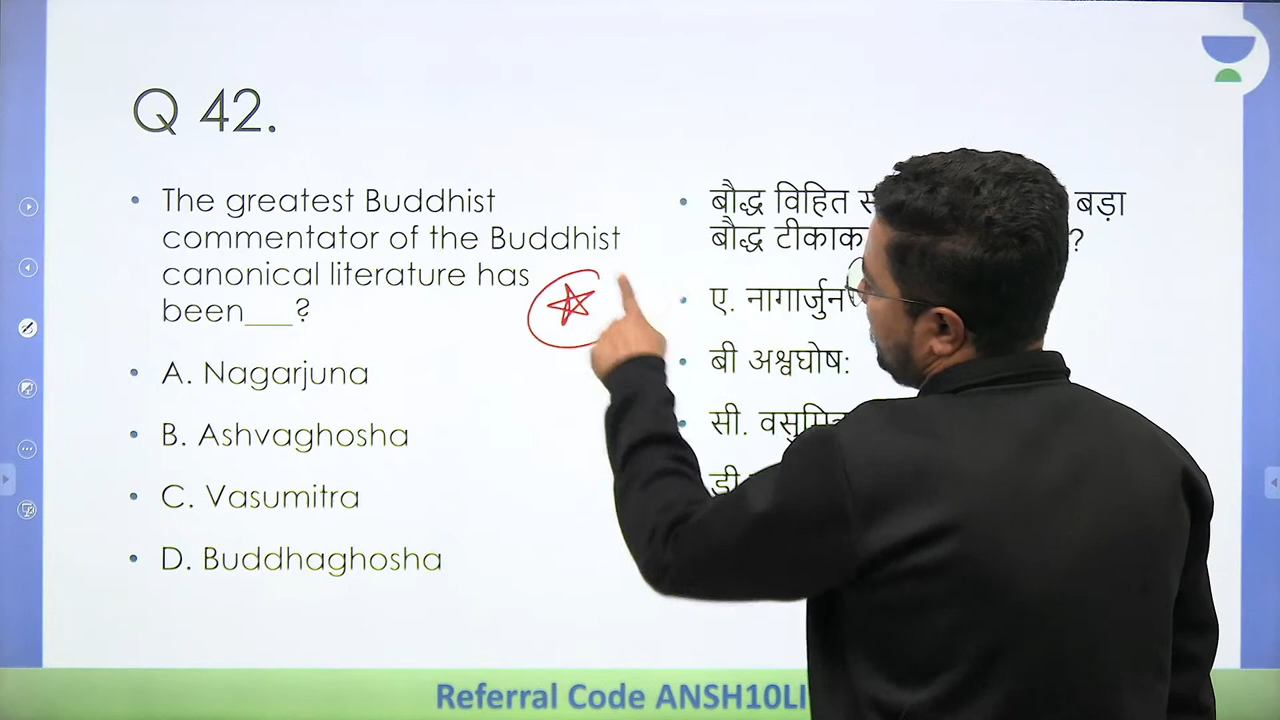 Q 42.
The greatest Buddhist
commentator of the Buddhist
canonical literature has
been___?
A. Nagarjuna
B. Ashvaghosha
C. Vasumitra
D. Buddhaghosha
बौद्ध विहित बड़ा
बौद्ध ?
ए. नागार्जुन
बी अश्वघोष:
सी.
Referral Code